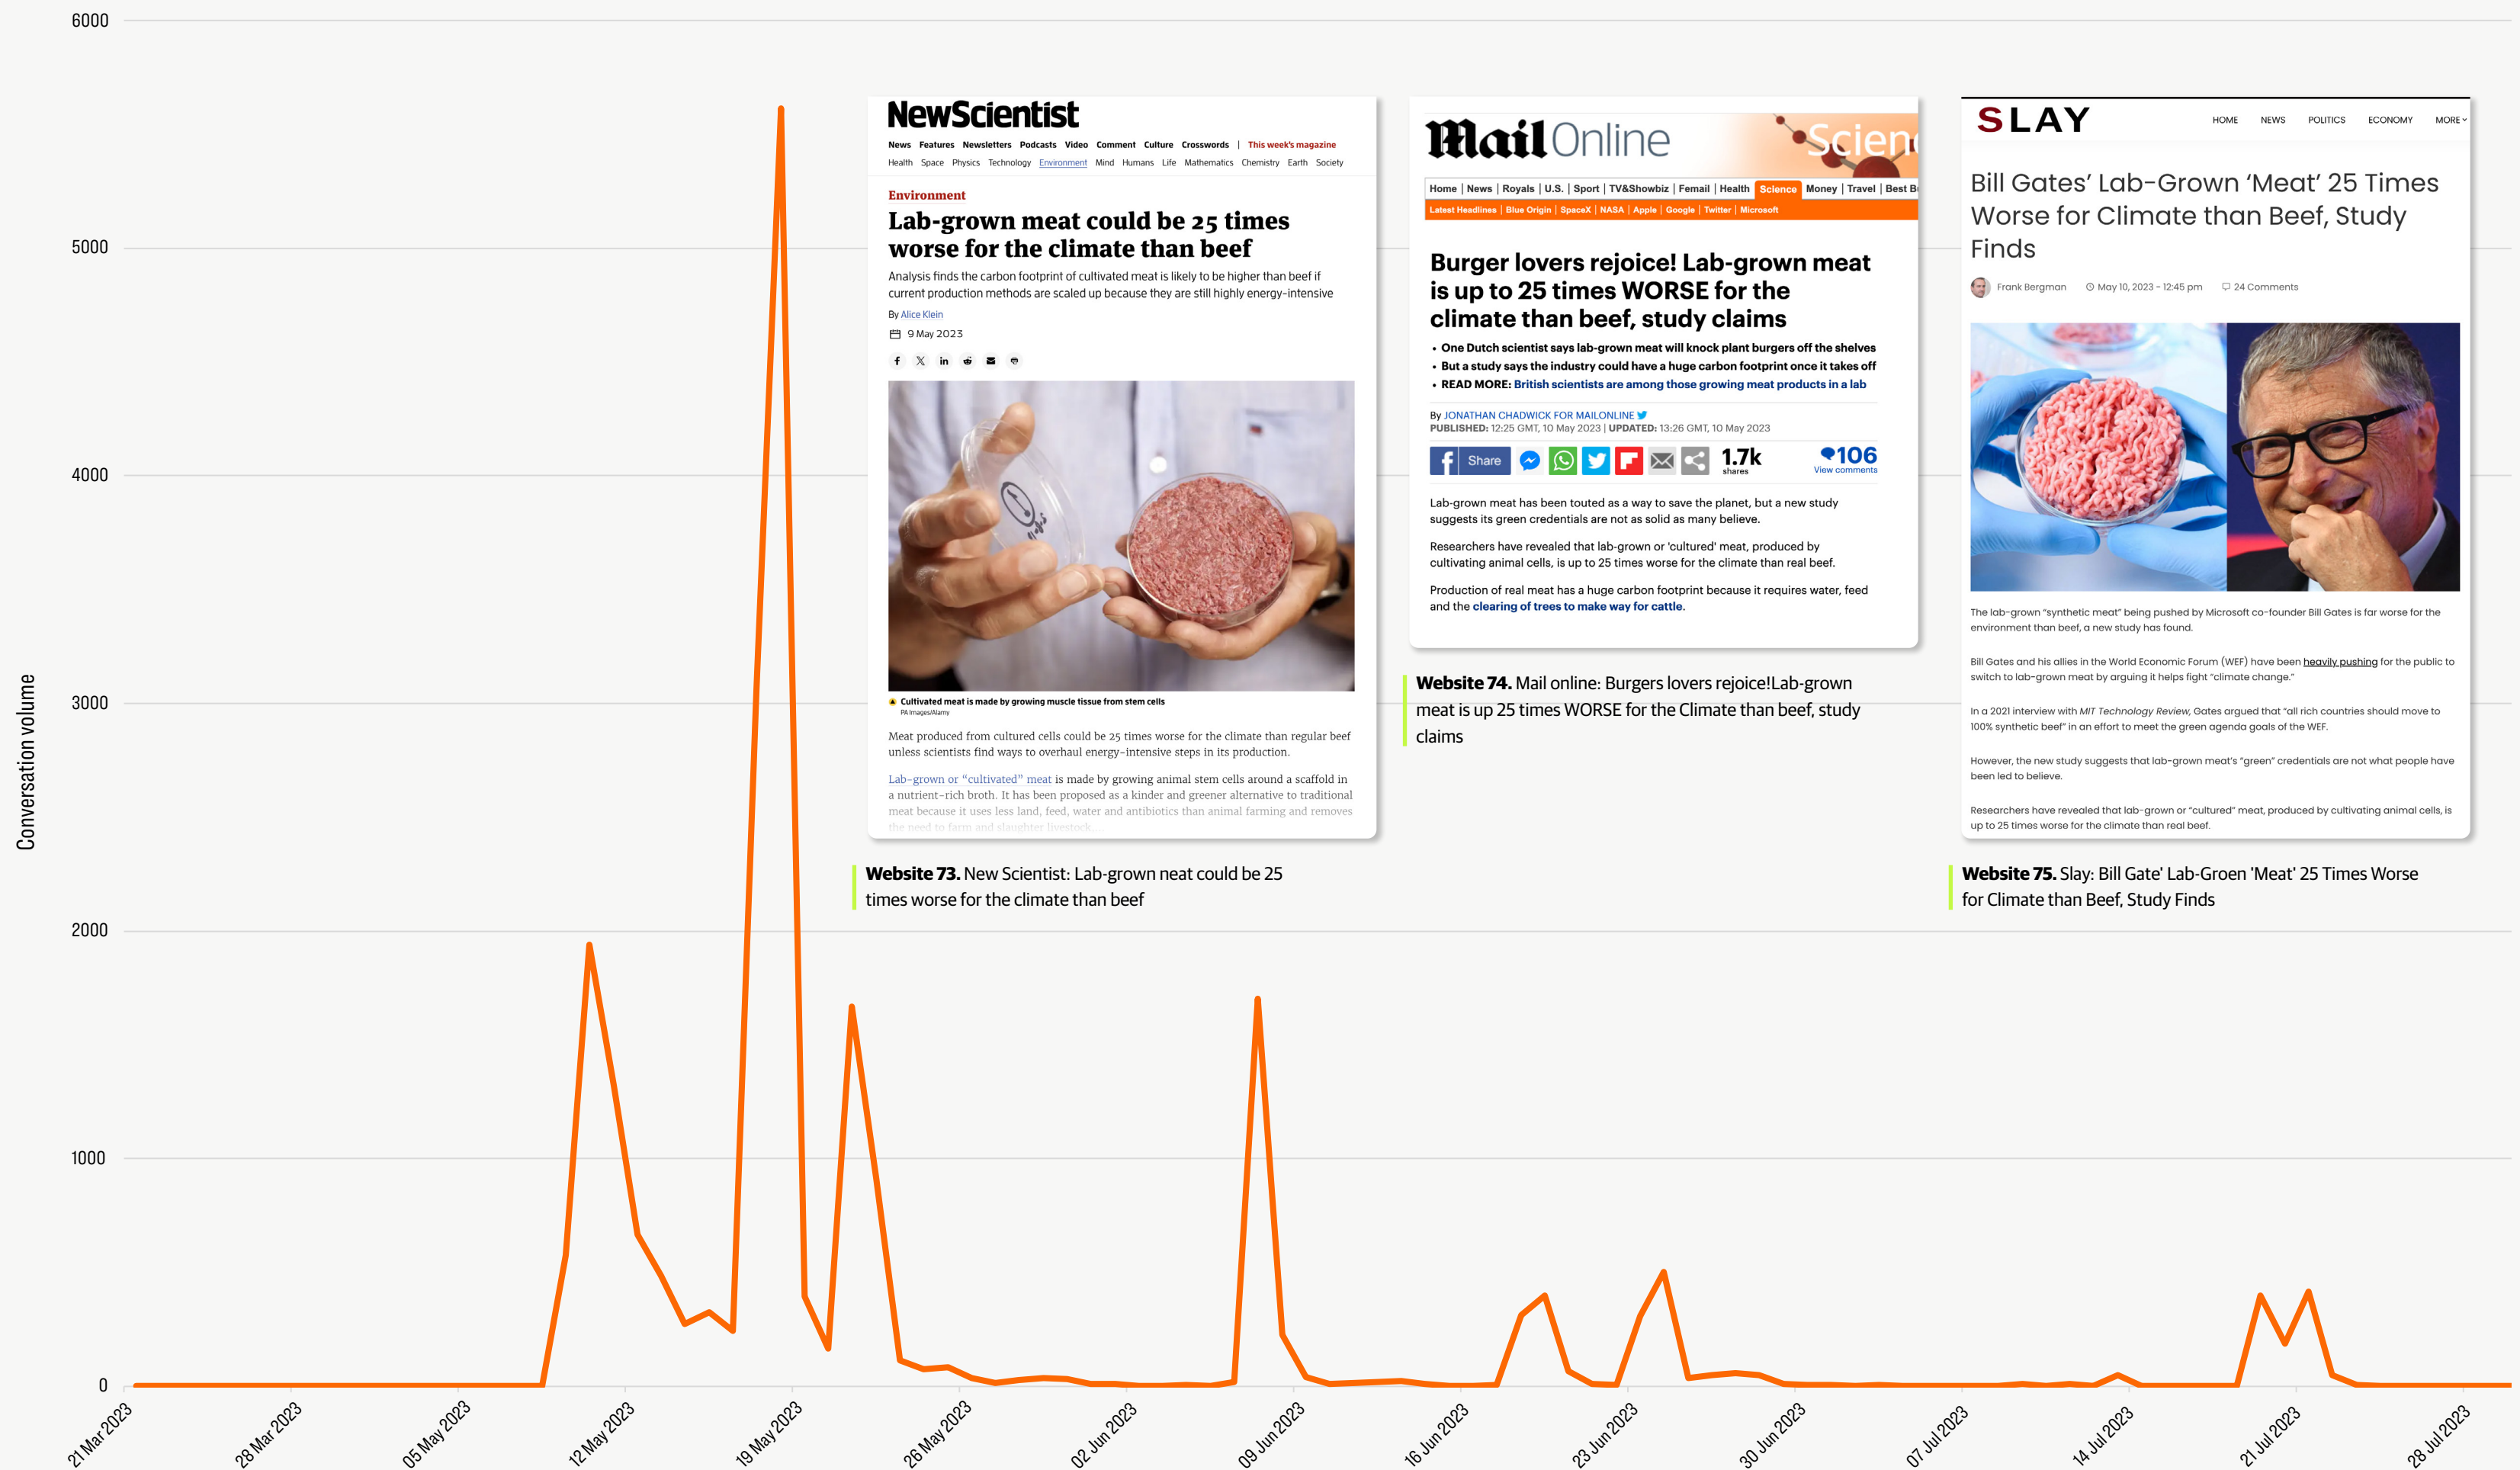 6000
5000
4000
3000
2000
1000
0
Conversation volume
21 Mar 2023
28 Mar 2023
05 May 2023
12 May 2023
19 May 2023
26 May 2023
02 Jun 2023
09 Jun 2023
16 Jun 2023
23 Jun 2023
30 Jun 2023
07 Jul 2023
14 Jul 2023
21 Jul 2023
28 Jul 2023
NewScientist
News Features Newsletters Podcasts Video Comment Culture Crosswords | This week's magazine
Health Space Physics Technology Environment Mind Humans Life Mathematics Chemistry Earth Society
Environment
Lab-grown meat could be 25 times
worse for the climate than beef
Analysis finds the carbon footprint of cultivated meat is likely to be higher than beef if
current production methods are scaled up because they are still highly energy-intensive
By Alice Klein
9 May 2023
Cultivated meat is made by growing muscle tissue from stem cells
PA Images/Alamy
Meat produced from cultured cells could be 25 times worse for the climate than regular beef
unless scientists find ways to overhaul energy-intensive steps in its production.
Lab-grown or “cultivated” meat is made by growing animal stem cells around a scaffold in
a nutrient-rich broth. It has been proposed as a kinder and greener alternative to traditional
meat because it uses less land, feed, water and antibiotics than animal farming and removes
the need to farm and slaughter livestock....
Website 73. New Scientist: Lab-grown neat could be 25
times worse for the climate than beef
Mail Online
Scien
Home | News | Royals | U.S. | Sport | TV&Showbiz | Femail | Health | Science | Money | Travel | Best B
Latest Headlines | Blue Origin | SpaceX | NASA | Apple | Google | Twitter | Microsoft
Burger lovers rejoice! Lab-grown meat
is up to 25 times WORSE for the
climate than beef, study claims
• One Dutch scientist says lab-grown meat will knock plant burgers off the shelves
• But a study says the industry could have a huge carbon footprint once it takes off
• READ MORE: British scientists are among those growing meat products in a lab
By JONATHAN CHADWICK FOR MAILONLINE
PUBLISHED: 12:25 GMT, 10 May 2023 | UPDATED: 13:26 GMT, 10 May 2023
Share
1.7k
shares
106
View comments
Lab-grown meat has been touted as a way to save the planet, but a new study
suggests its green credentials are not as solid as many believe.
Researchers have revealed that lab-grown or 'cultured' meat, produced by
cultivating animal cells, is up to 25 times worse for the climate than real beef.
Production of real meat has a huge carbon footprint because it requires water, feed
and the clearing of trees to make way for cattle.
Website 74. Mail online: Burgers lovers rejoice!Lab-grown
meat is up 25 times WORSE for the Climate than beef, study
claims
SLAY
HOME NEWS POLITICS ECONOMY MORE
Bill Gates’ Lab-Grown ‘Meat’ 25 Times
Worse for Climate than Beef, Study
Finds
Frank Bergman May 10, 2023 - 12:45 pm 24 Comments
The lab-grown “synthetic meat” being pushed by Microsoft co-founder Bill Gates is far worse for the
environment than beef, a new study has found.
Bill Gates and his allies in the World Economic Forum (WEF) have been heavily pushing for the public to
switch to lab-grown meat by arguing it helps fight “climate change.”
In a 2021 interview with MIT Technology Review, Gates argued that “all rich countries should move to
100% synthetic beef” in an effort to meet the green agenda goals of the WEF.
However, the new study suggests that lab-grown meat’s “green” credentials are not what people have
been led to believe.
Researchers have revealed that lab-grown or “cultured” meat, produced by cultivating animal cells, is
up to 25 times worse for the climate than real beef.
Website 75. Slay: Bill Gate' Lab-Groen 'Meat' 25 Times Worse
for Climate than Beef, Study Finds